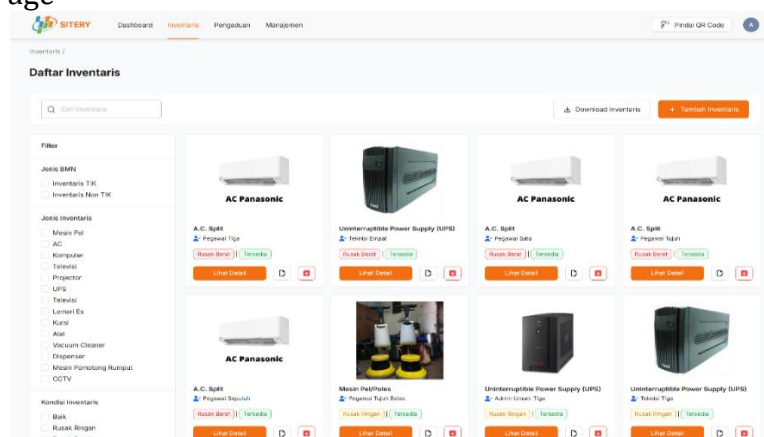 age
SITERY
Dashboard
Inventaris
Pengaduan
Manajemen
Pindai QR Code
A
Inventaris /
Daftar Inventaris
Cari Inventaris
Download Inventaris
+ Tambah Inventaris
Filter
Jenis BMN
Inventaris TIK
Inventaris Non TIK
Jenis Inventaris
Mesin Pel
AC
Komputer
Televisi
Projector
UPS
Televisi
Lemari Es
Kursi
Alat
Vacuum Cleaner
Dispenser
Mesin Pemotong Rumput
CCTV
Kondisi Inventaris
Baik
Rusak Ringan
AC Panasonic
A.C. Split
Pegawai Tiga
Rusak Berat | Tersedia
Lihat Detail
Uninterruptible Power Supply (UPS)
Teknisi Empat
Rusak Berat | Tersedia
Lihat Detail
AC Panasonic
A.C. Split
Pegawai Satu
Rusak Berat | Tersedia
Lihat Detail
AC Panasonic
A.C. Split
Pegawai Tujuh
Rusak Berat | Tersedia
Lihat Detail
AC Panasonic
A.C. Split
Pegawai Sepuluh
Rusak Berat | Tersedia
Lihat Detail
Mesin Pel/Poles
Pegawai Tujuh Belas
Rusak Ringan | Tersedia
Lihat Detail
Uninterruptible Power Supply (UPS)
Admin Umum Tiga
Rusak Ringan | Tersedia
Lihat Detail
Uninterruptible Power Supply (UPS)
Teknisi Tiga
Rusak Ringan | Tersedia
Lihat Detail